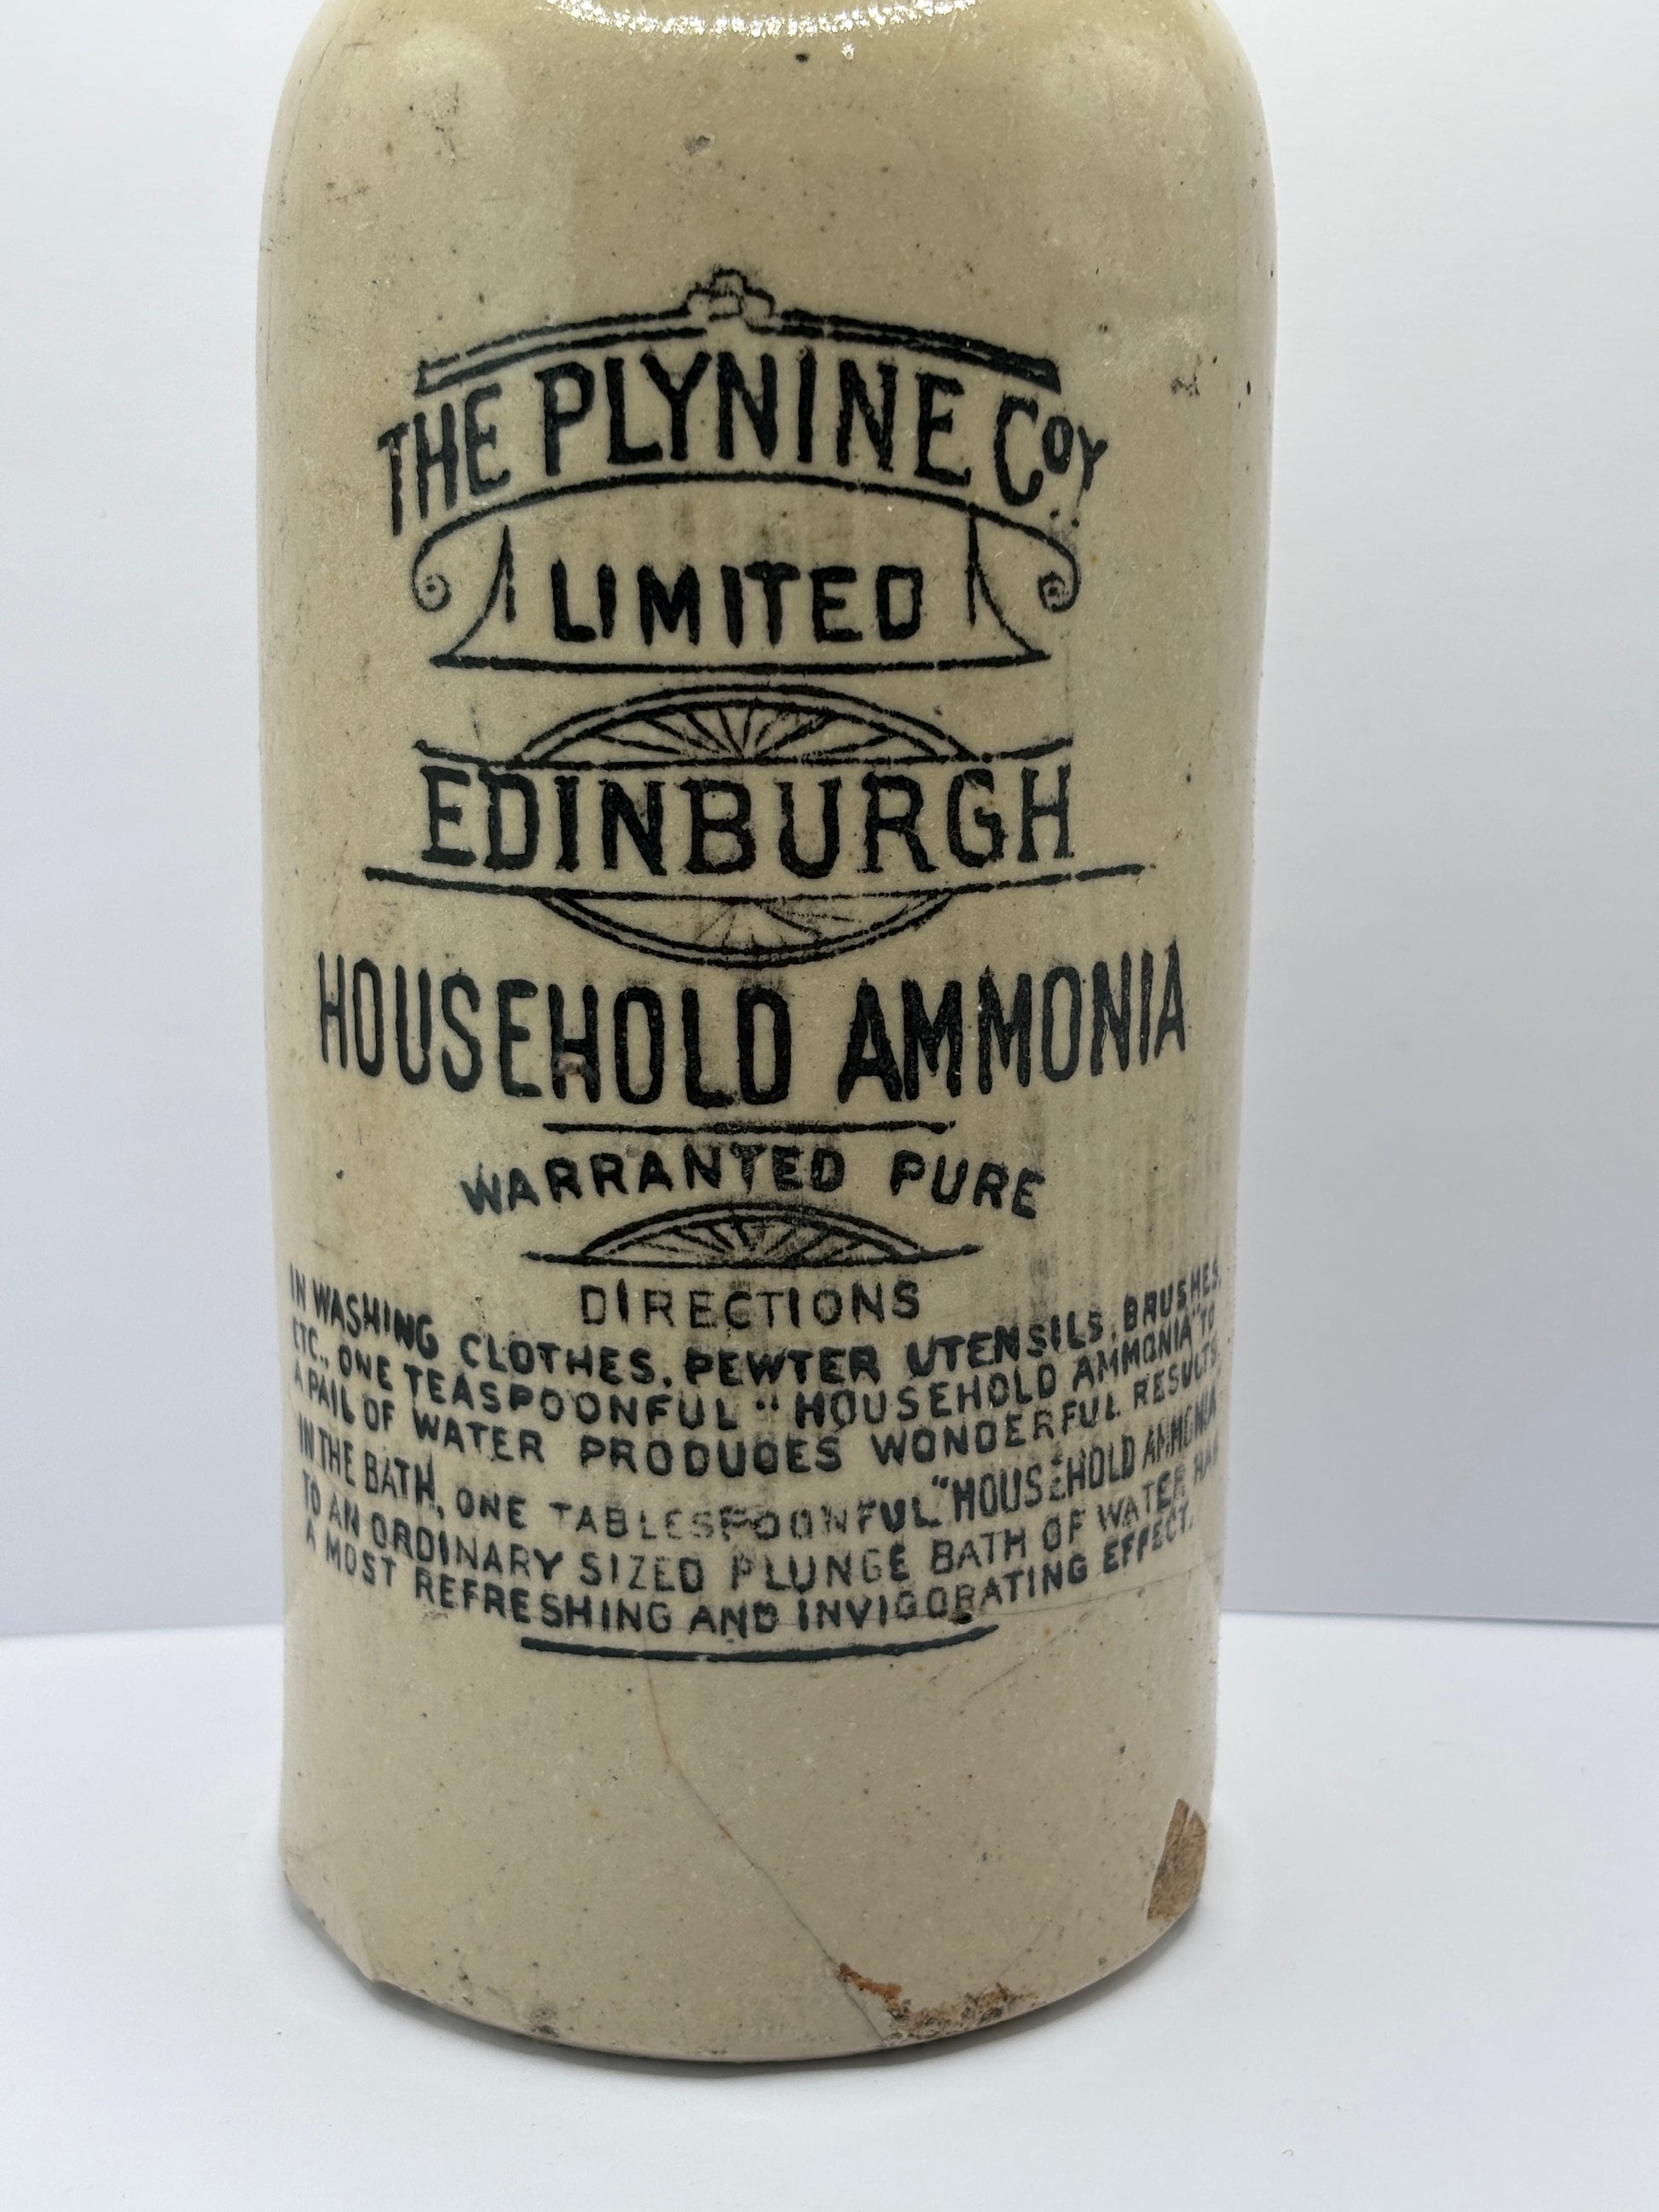 THE PLYNINE COY.
LIMITED
EDINBURGH
HOUSEHOLD AMMONIA
WARRANTED PURE
DIRECTIONS
IN WASHING CLOTHES, PEWTER UTENSILS, BRUSHES,
ETC., ONE TEASPOONFUL "HOUSEHOLD AMMONIA" TO
A PAIL OF WATER PRODUCES WONDERFUL RESULTS.
IN THE BATH, ONE TABLESPOONFUL "HOUSEHOLD AMMONIA"
TO AN ORDINARY SIZED PLUNGE BATH OF WATER HAS
A MOST REFRESHING AND INVIGORATING EFFECT.